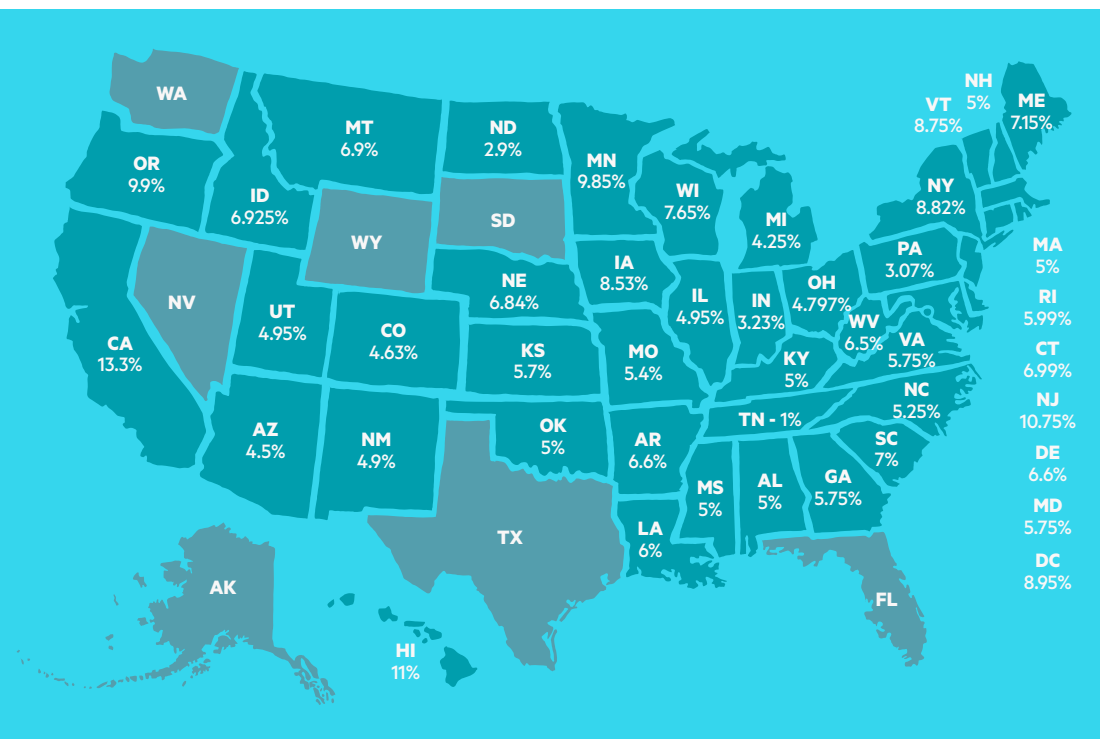 WA
MT
6.9%
ND
2.9%
MN
9.85%
NH
5%
VT
8.75%
ME
7.15%
OR
9.9%
ID
6.925%
WY
SD
WI
7.65%
MI
4.25%
NY
8.82%
PA
3.07%
NV
UT
4.95%
CO
4.63%
NE
6.84%
IA
8.53%
IL
4.95%
IN
3.23%
OH
4.797%
WV
6.5%
VA
5.75%
CA
13.3%
KS
5.7%
MO
5.4%
KY
5%
NC
5.25%
TN - 1%
SC
7%
AZ
4.5%
NM
4.9%
OK
5%
AR
6.6%
MS
5%
AL
5%
GA
5.75%
TX
LA
6%
FL
AK
HI
11%
MA
5%
RI
5.99%
CT
6.99%
NJ
10.75%
DE
6.6%
MD
5.75%
DC
8.95%